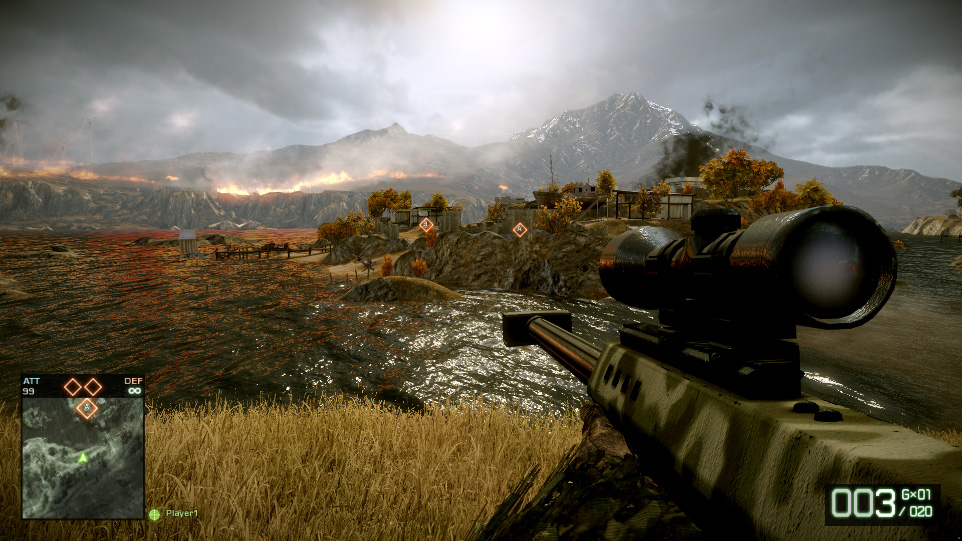 ATT DEF
99 ∞
Player1
003 G×01
/ 020